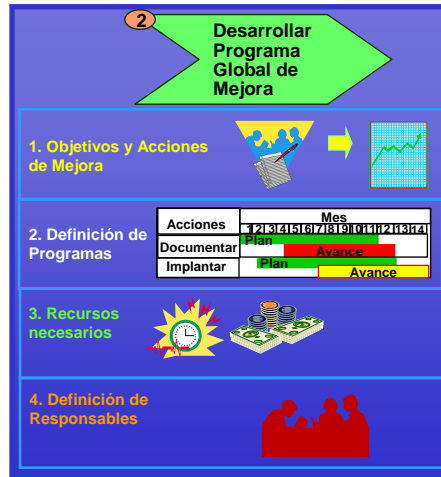 2
Desarrollar
Programa
Global de
Mejora
1. Objetivos y Acciones
de Mejora
2. Definición de
Programas
Acciones
Mes
1 2 3 4 5 6 7 8 9 10 11 12 13 14
Plan
Documentar
Avance
Plan
Implantar
Avance
3. Recursos
necesarios
4. Definición de
Responsables